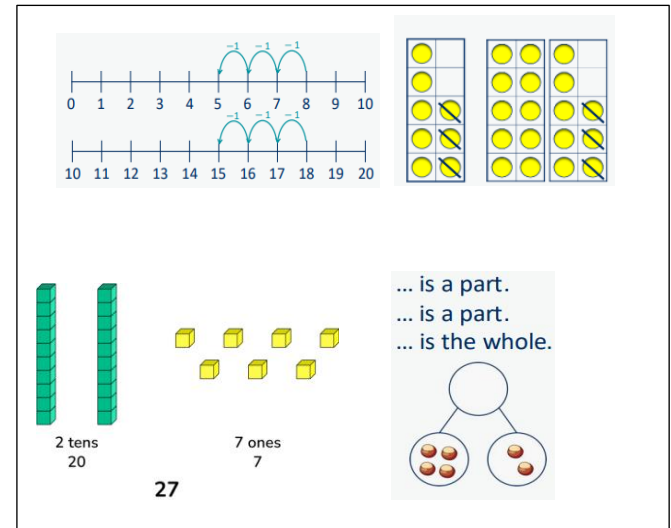 −1 −1 −1
0 1 2 3 4 5 6 7 8 9 10
−1 −1 −1
10 11 12 13 14 15 16 17 18 19 20
2 tens
20
7 ones
7
27
... is a part.
... is a part.
... is the whole.